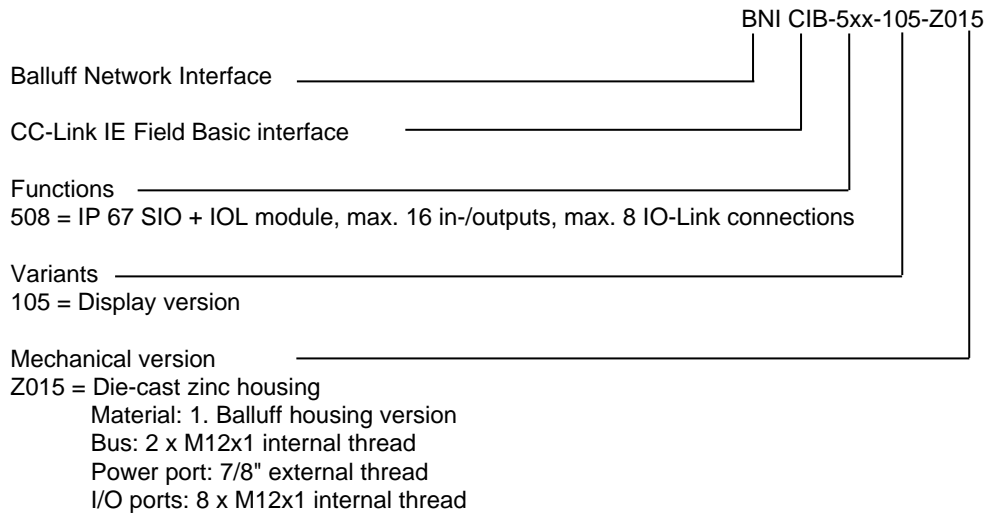 BNI CIB-5xx-105-Z015
Balluff Network Interface
CC-Link IE Field Basic interface
Functions
508 = IP 67 SIO + IOL module, max. 16 in-/outputs, max. 8 IO-Link connections
Variants
105 = Display version
Mechanical version
Z015 = Die-cast zinc housing
Material: 1. Balluff housing version
Bus: 2 x M12x1 internal thread
Power port: 7/8" external thread
I/O ports: 8 x M12x1 internal thread